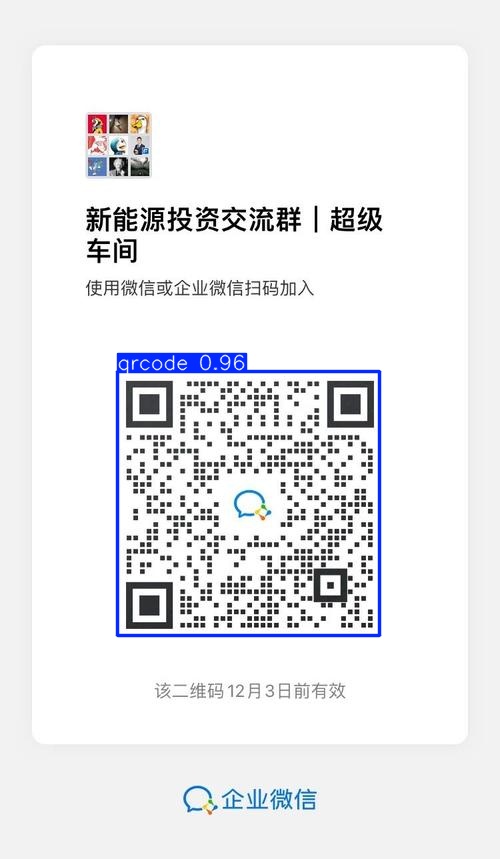 新能源投资交流群｜超级
车间
使用微信或企业微信扫码加入
qrcode 0.96
该二维码12月3日前有效
企业微信